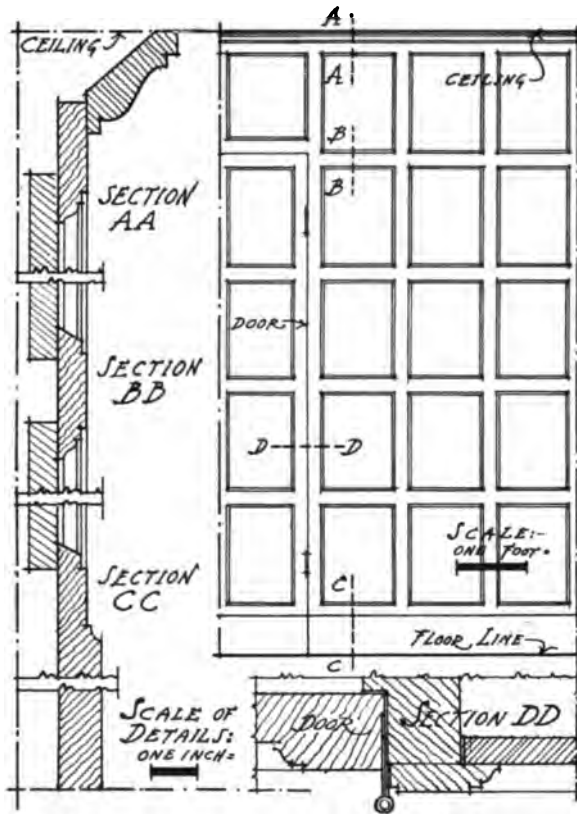 A
CEILING
A
CEILING
B
B
SECTION
AA
DOOR
SECTION
BB
D D
SCALE:-
ONE FOOT=
SECTION
CC
C
FLOOR LINE
C
SCALE OF
DETAILS:
ONE INCH=
DOOR
SECTION DD